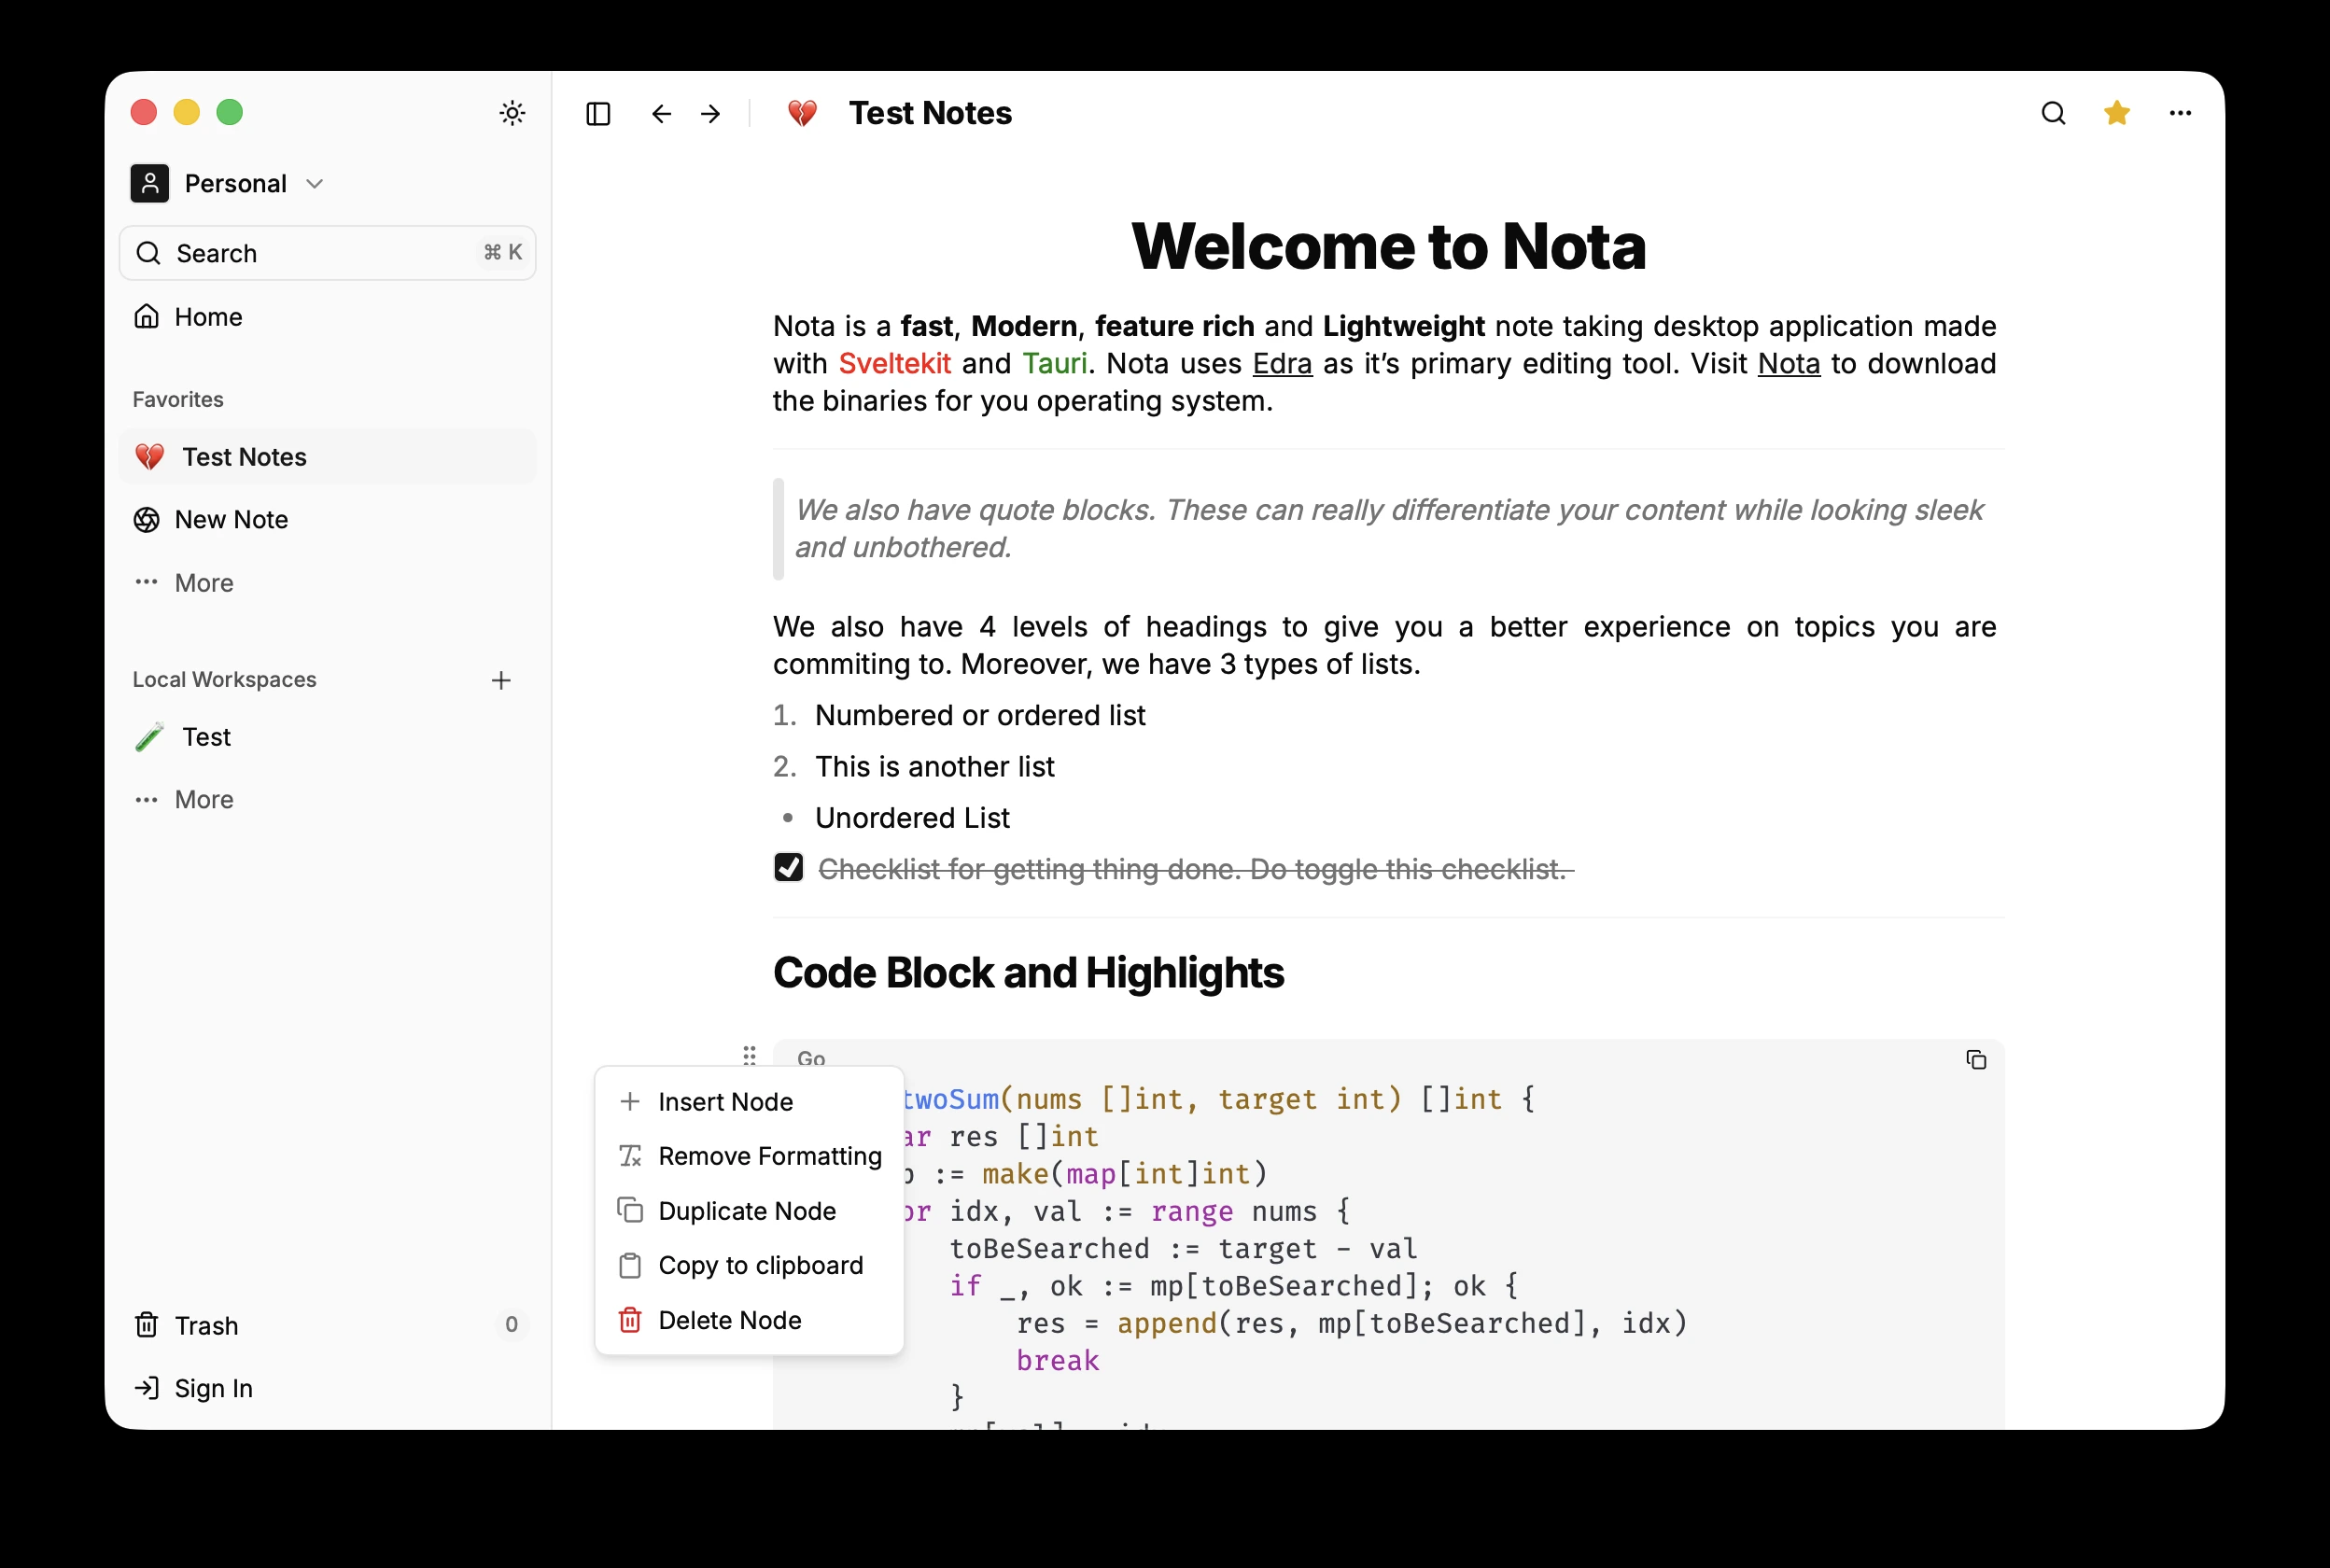 Personal
Search ⌘ K
Home
Favorites
Test Notes
New Note
More
Local Workspaces
Test
More
Trash 0
Sign In
Test Notes
Welcome to Nota
Nota is a fast, Modern, feature rich and Lightweight note taking desktop application made
with Sveltekit and Tauri. Nota uses Edra as it’s primary editing tool. Visit Nota to download
the binaries for you operating system.
We also have quote blocks. These can really differentiate your content while looking sleek
and unbothered.
We also have 4 levels of headings to give you a better experience on topics you are
commiting to. Moreover, we have 3 types of lists.
1. Numbered or ordered list
2. This is another list
• Unordered List
Checklist for getting thing done. Do toggle this checklist.
Code Block and Highlights
Go
Insert Node
Remove Formatting
Duplicate Node
Copy to clipboard
Delete Node
twoSum(nums []int, target int) []int {
res []int
:= make(map[int]int)
idx, val := range nums {
toBeSearched := target - val
if _, ok := mp[toBeSearched]; ok {
res = append(res, mp[toBeSearched], idx)
break
}